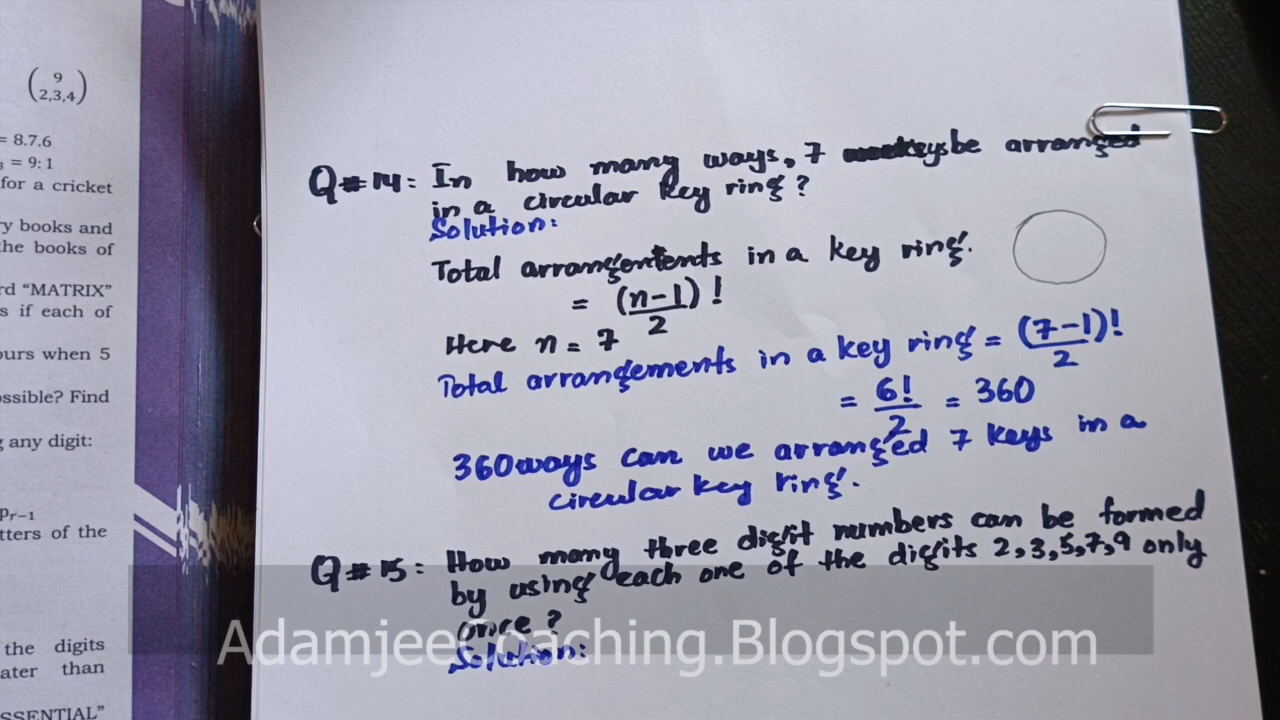 ( 9
2,3,4 )
= 8.7.6
= 9:1
for a cricket
y books and
the books of
rd “MATRIX”
s if each of
ours when 5
ossible? Find
g any digit:
p_{r-1}
tters of the
the digits
ater than
SSENTIAL”
Q#14: In how many ways, 7 keys be arranged
in a circular key ring?
Solution:
Total arrangements in a key ring.
= (n-1)!/2
Here n = 7
Total arrangements in a key ring = (7-1)!/2
= 6!/2 = 360
360 ways can we arranged 7 keys in a
circular key ring.
Q#15: How many three digit numbers can be formed
by using each one of the digits 2,3,5,7,9 only
once?
Solution:
AdamjeeCoaching.Blogspot.com